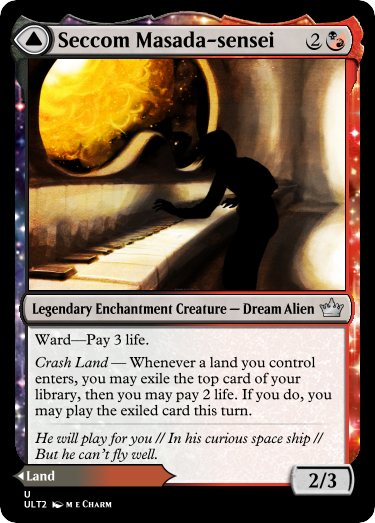 Seccom Masada-sensei 2
Legendary Enchantment Creature — Dream Alien
Ward—Pay 3 life.
Crash Land — Whenever a land you control
enters, you may exile the top card of your
library, then you may pay 2 life. If you do, you
may play the exiled card this turn.
He will play for you // In his curious space ship //
But he can't fly well.
Land
2/3
U
ULT2 M E CHARM